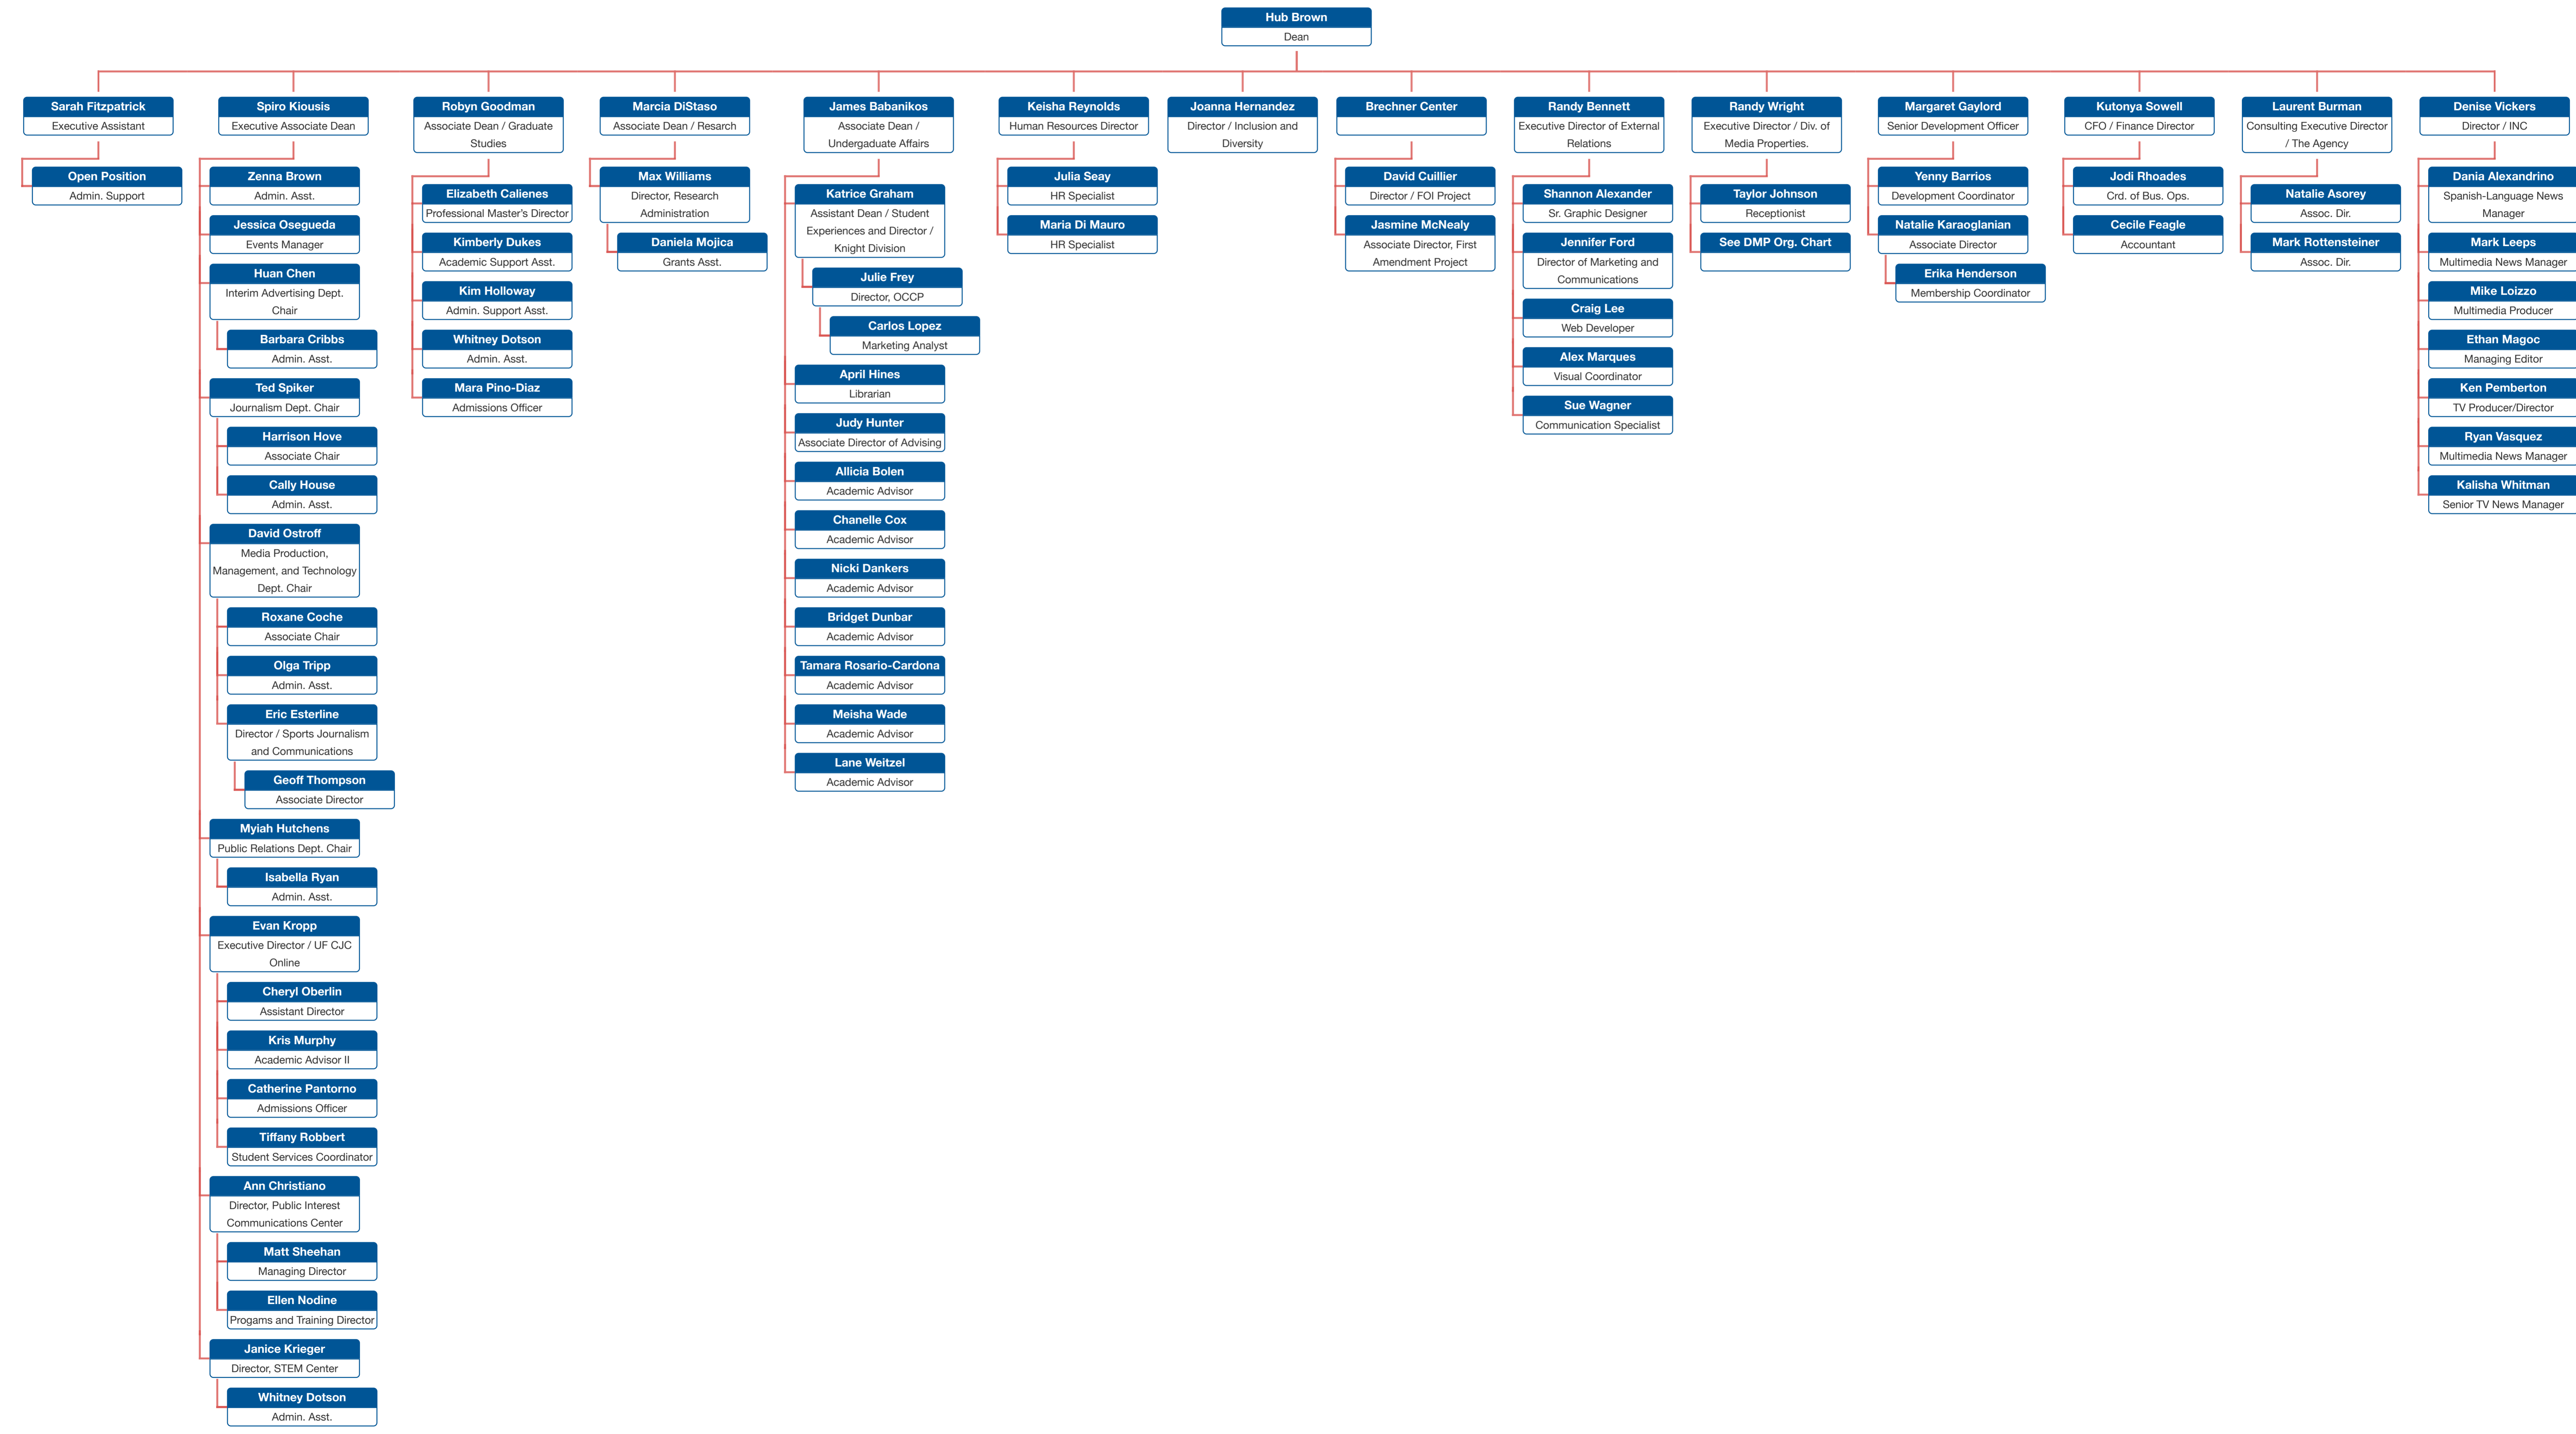 Hub Brown
Dean
Sarah Fitzpatrick
Executive Assistant
Open Position
Admin. Support
Spiro Kiousis
Executive Associate Dean
Zenna Brown
Admin. Asst.
Jessica Osegueda
Events Manager
Huan Chen
Interim Advertising Dept.
Chair
Barbara Cribbs
Admin. Asst.
Ted Spiker
Journalism Dept. Chair
Harrison Hove
Associate Chair
Cally House
Admin. Asst.
David Ostroff
Media Production,
Management, and Technology
Dept. Chair
Roxane Coche
Associate Chair
Olga Tripp
Admin. Asst.
Eric Esterline
Director / Sports Journalism
and Communications
Geoff Thompson
Associate Director
Myiah Hutchens
Public Relations Dept. Chair
Isabella Ryan
Admin. Asst.
Evan Kropp
Executive Director / UF CJC
Online
Cheryl Oberlin
Assistant Director
Kris Murphy
Academic Advisor II
Catherine Pantorno
Admissions Officer
Tiffany Robbert
Student Services Coordinator
Ann Christiano
Director, Public Interest
Communications Center
Matt Sheehan
Managing Director
Ellen Nodine
Progams and Training Director
Janice Krieger
Director, STEM Center
Whitney Dotson
Admin. Asst.
Robyn Goodman
Associate Dean / Graduate
Studies
Elizabeth Calienes
Professional Master's Director
Kimberly Dukes
Academic Support Asst.
Kim Holloway
Admin. Support Asst.
Whitney Dotson
Admin. Asst.
Mara Pino-Diaz
Admissions Officer
Marcia DiStaso
Associate Dean / Resarch
Max Williams
Director, Research
Administration
Daniela Mojica
Grants Asst.
James Babanikos
Associate Dean /
Undergaduate Affairs
Katrice Graham
Assistant Dean / Student
Experiences and Director /
Knight Division
Julie Frey
Director, OCCP
Carlos Lopez
Marketing Analyst
April Hines
Librarian
Judy Hunter
Associate Director of Advising
Allicia Bolen
Academic Advisor
Chanelle Cox
Academic Advisor
Nicki Dankers
Academic Advisor
Bridget Dunbar
Academic Advisor
Tamara Rosario-Cardona
Academic Advisor
Meisha Wade
Academic Advisor
Lane Weitzel
Academic Advisor
Keisha Reynolds
Human Resources Director
Julia Seay
HR Specialist
Maria Di Mauro
HR Specialist
Joanna Hernandez
Director / Inclusion and
Diversity
Brechner Center
David Cuillier
Director / FOI Project
Jasmine McNealy
Associate Director, First
Amendment Project
Randy Bennett
Executive Director of External
Relations
Shannon Alexander
Sr. Graphic Designer
Jennifer Ford
Director of Marketing and
Communications
Craig Lee
Web Developer
Alex Marques
Visual Coordinator
Sue Wagner
Communication Specialist
Randy Wright
Executive Director / Div. of
Media Properties.
Taylor Johnson
Receptionist
See DMP Org. Chart
Margaret Gaylord
Senior Development Officer
Yenny Barrios
Development Coordinator
Natalie Karaoglanian
Associate Director
Erika Henderson
Membership Coordinator
Kutonya Sowell
CFO / Finance Director
Jodi Rhoades
Crd. of Bus. Ops.
Cecile Feagle
Accountant
Laurent Burman
Consulting Executive Director
/ The Agency
Natalie Asorey
Assoc. Dir.
Mark Rottensteiner
Assoc. Dir.
Denise Vickers
Director / INC
Dania Alexandrino
Spanish-Language News
Manager
Mark Leeps
Multimedia News Manager
Mike Loizzo
Multimedia Producer
Ethan Magoc
Managing Editor
Ken Pemberton
TV Producer/Director
Ryan Vasquez
Multimedia News Manager
Kalisha Whitman
Senior TV News Manager